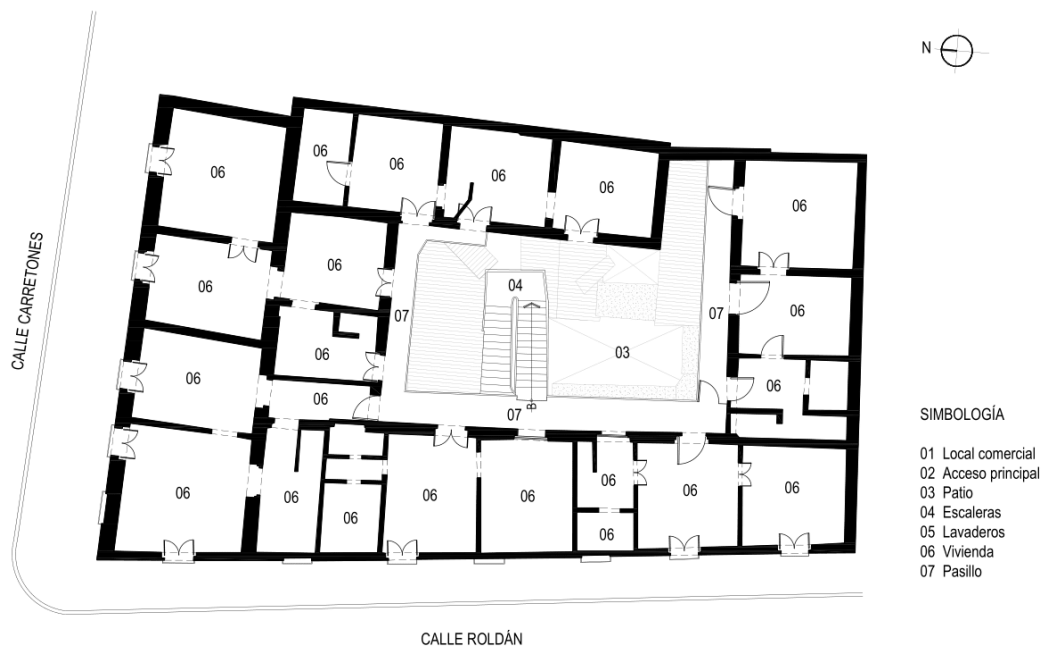 N
06
06
06
06
06
06
CALLE CARRETONES
06
04
06
06
07
07
06
03
06
06
06
B
07
06
06
06
06
06
06
06
06
06
SIMBOLOGÍA
01 Local comercial
02 Acceso principal
03 Patio
04 Escaleras
05 Lavaderos
06 Vivienda
07 Pasillo
CALLE ROLDÁN